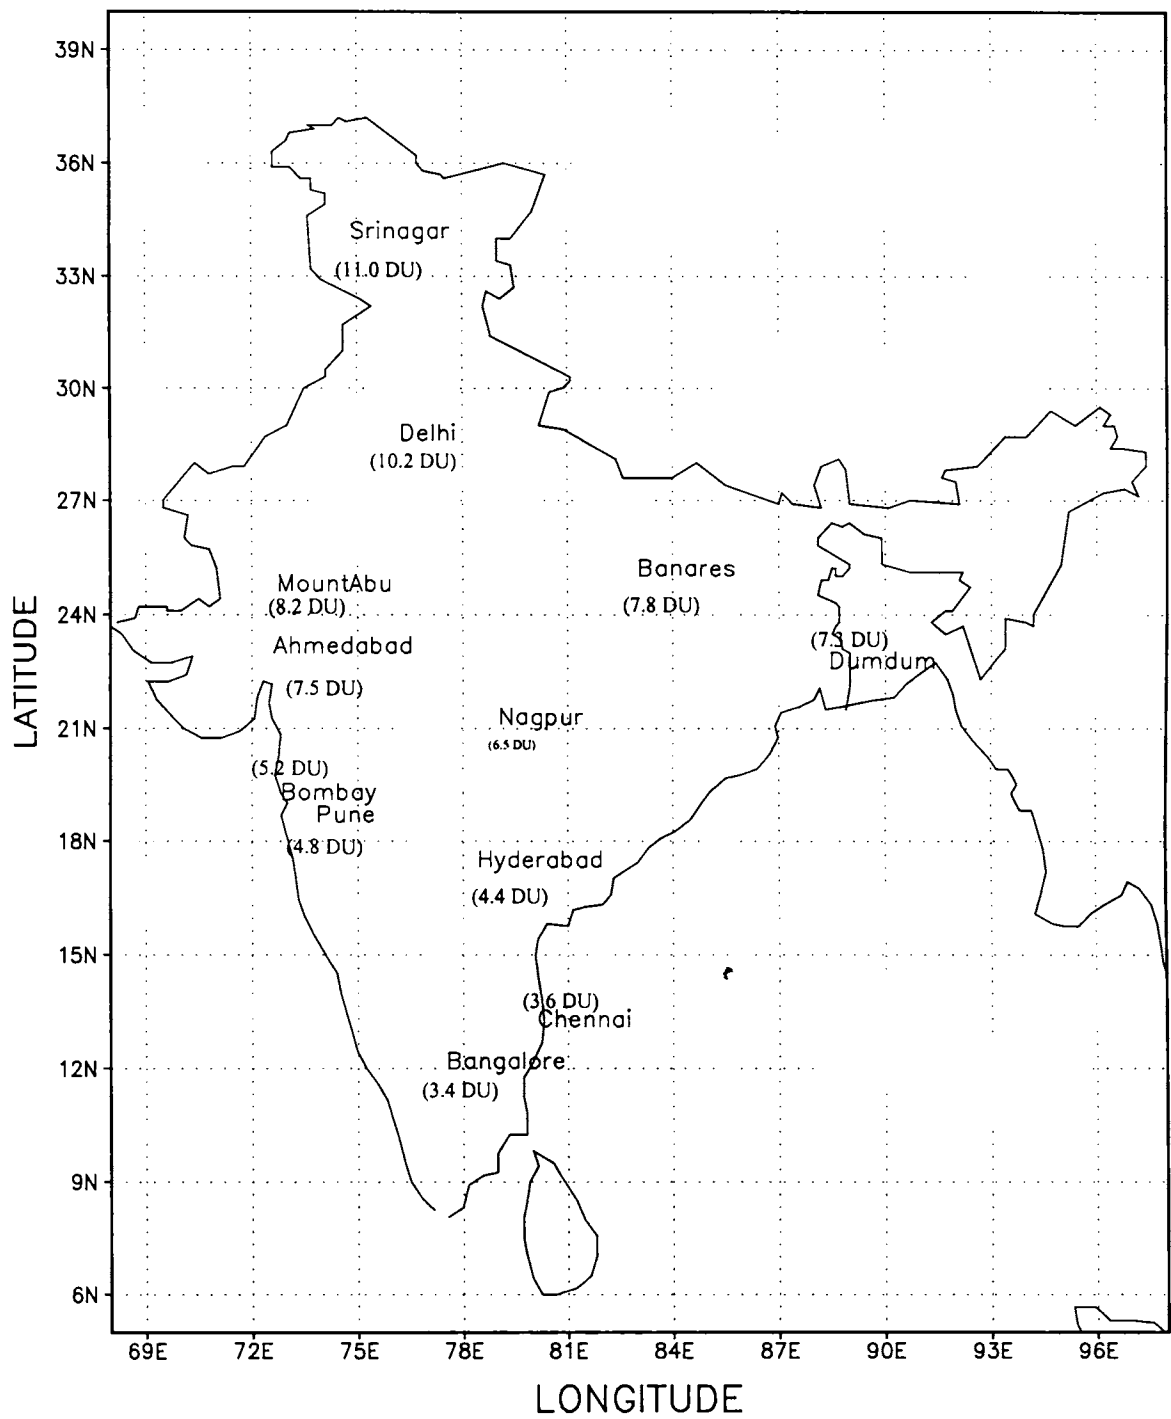 39N
36N
Srinagar
(11.0 DU)
33N
30N
Delhi
(10.2 DU)
27N
Banares
(7.8 DU)
MountAbu
(8.2 DU)
24N
(7.3 DU)
Dumdum
Ahmedabad
(7.5 DU)
Nagpur
(6.5 DU)
21N
(5.2 DU)
Bombay
Pune
(4.8 DU)
18N
Hyderabad
(4.4 DU)
15N
(3.6 DU)
Chennai
Bangalore
(3.4 DU)
12N
9N
6N
LATITUDE
69E 72E 75E 78E 81E 84E 87E 90E 93E 96E
LONGITUDE